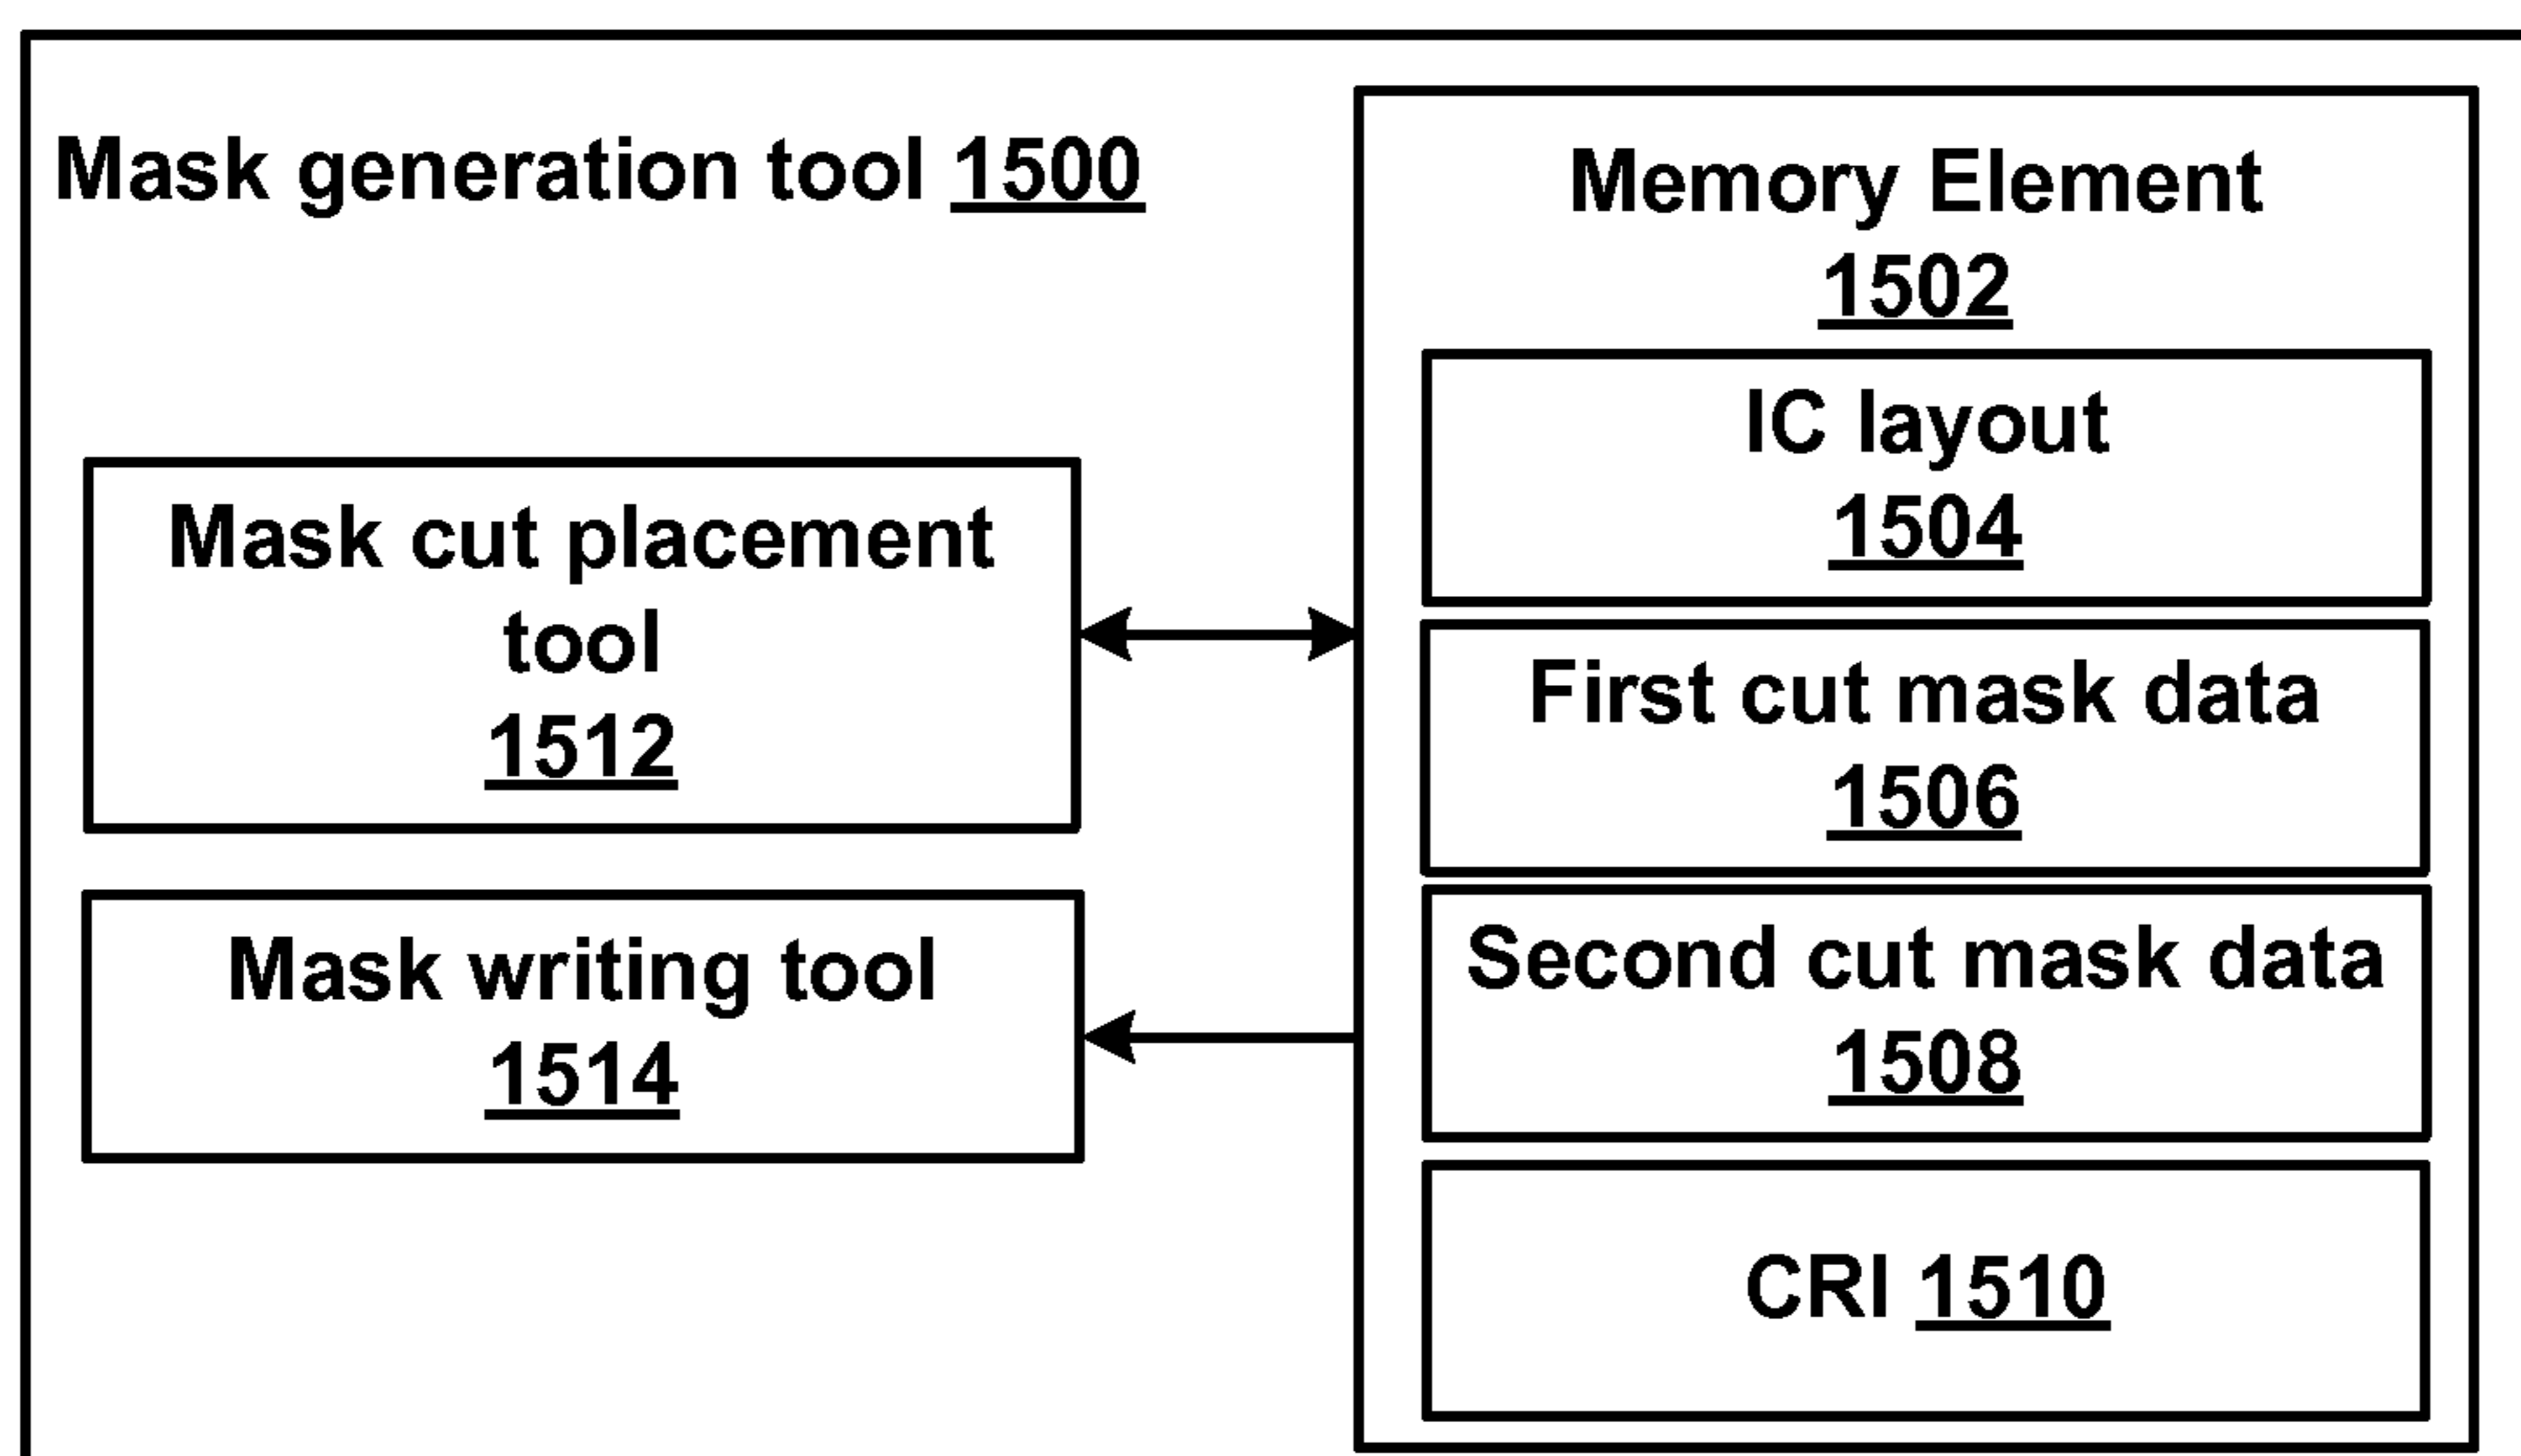 Mask generation tool 1500
Memory Element
1502
IC layout
1504
Mask cut placement
tool
1512
First cut mask data
1506
Second cut mask data
1508
Mask writing tool
1514
CRI 1510